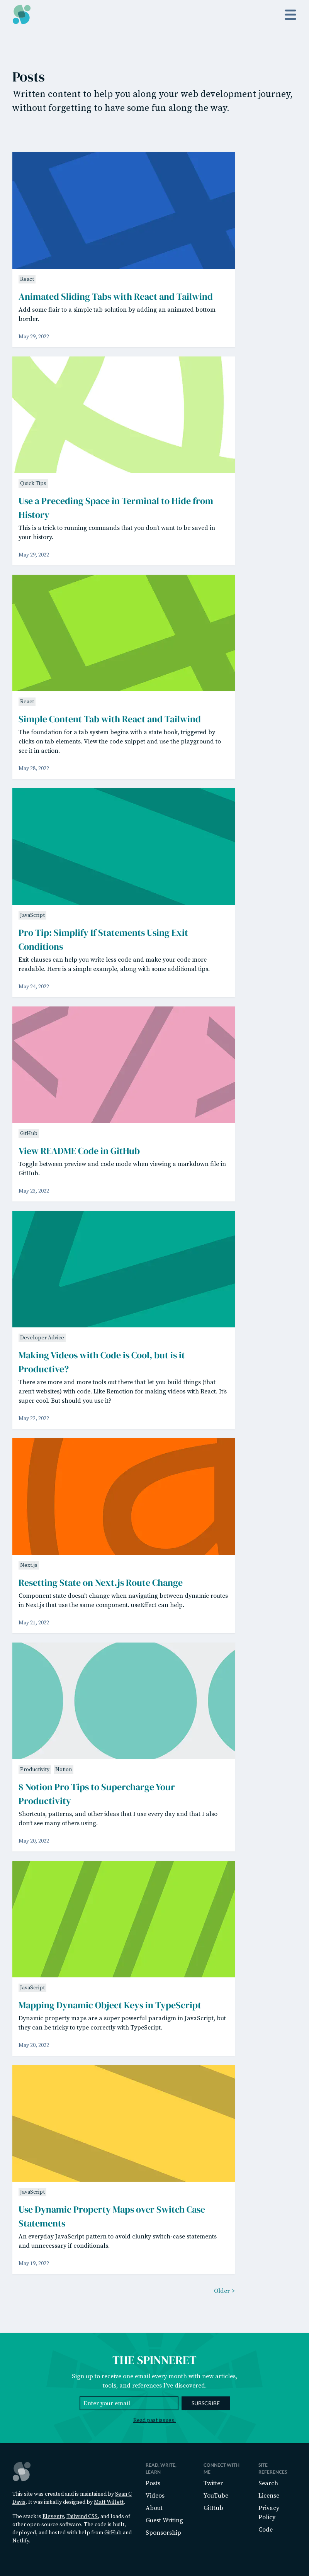 Posts
Written content to help you along your web development journey,
without forgetting to have some fun along the way.
React
Animated Sliding Tabs with React and Tailwind
Add some flair to a simple tab solution by adding an animated bottom
border.
May 29, 2022
Quick Tips
Use a Preceding Space in Terminal to Hide from
History
This is a trick to running commands that you don't want to be saved in
your history.
May 29, 2022
React
Simple Content Tab with React and Tailwind
The foundation for a tab system begins with a state hook, triggered by
clicks on tab elements. View the code snippet and use the playground to
see it in action.
May 28, 2022
JavaScript
Pro Tip: Simplify If Statements Using Exit
Conditions
Exit clauses can help you write less code and make your code more
readable. Here is a simple example, along with some additional tips.
May 24, 2022
GitHub
View README Code in GitHub
Toggle between preview and code mode when viewing a markdown file in
GitHub.
May 23, 2022
Developer Advice
Making Videos with Code is Cool, but is it
Productive?
There are more and more tools out there that let you build things (that
aren't websites) with code. Like Remotion for making videos with React. It's
super cool. But should you use it?
May 22, 2022
Next.js
Resetting State on Next.js Route Change
Component state doesn't change when navigating between dynamic routes
in Next.js that use the same component. useEffect can help.
May 21, 2022
Productivity Notion
8 Notion Pro Tips to Supercharge Your
Productivity
Shortcuts, patterns, and other ideas that I use every day and that I also
don't see many others using.
May 20, 2022
JavaScript
Mapping Dynamic Object Keys in TypeScript
Dynamic property maps are a super powerful paradigm in JavaScript, but
they can be tricky to type correctly with TypeScript.
May 20, 2022
JavaScript
Use Dynamic Property Maps over Switch Case
Statements
An everyday JavaScript pattern to avoid clunky switch-case statements
and unnecessary if conditionals.
May 19, 2022
Older >
THE SPINNERET
Sign up to receive one email every month with new articles,
tools, and references I've discovered.
Enter your email
SUBSCRIBE
Read past issues.
This site was created and is maintained by Sean C
Davis. It was initially designed by Matt Willett.
The stack is Eleventy, Tailwind CSS, and loads of
other open-source software. The code is built,
deployed, and hosted with help from GitHub and
Netlify.
READ, WRITE,
LEARN
Posts
Videos
About
Guest Writing
Sponsorship
CONNECT WITH
ME
Twitter
YouTube
GitHub
SITE
REFERENCES
Search
License
Privacy
Policy
Code